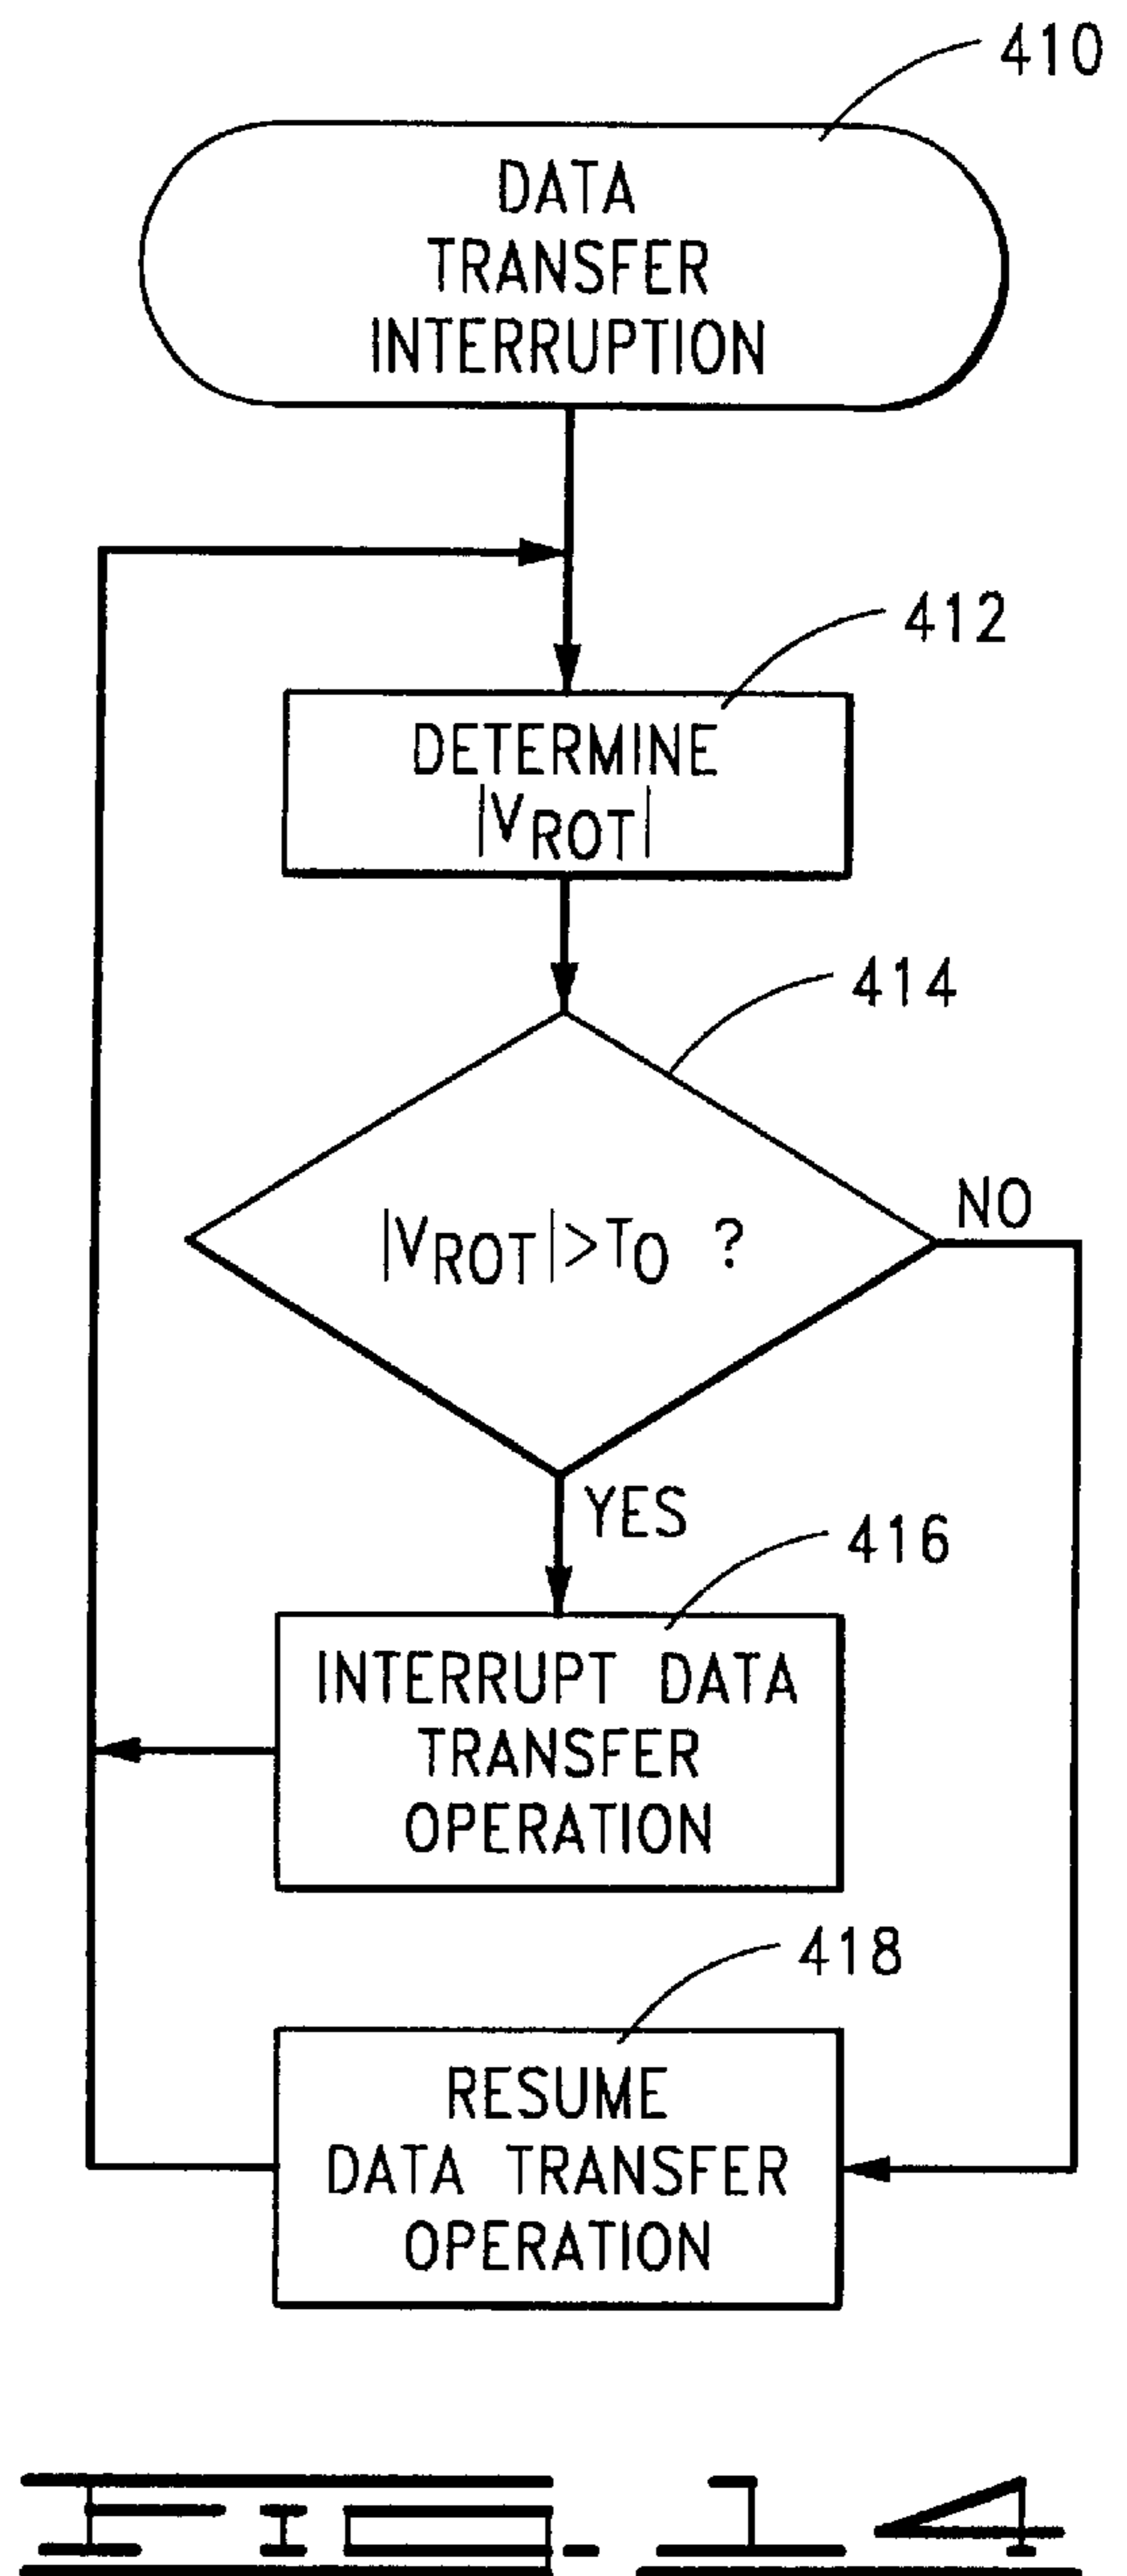 410
DATA
TRANSFER
INTERRUPTION
412
DETERMINE
|VROT|
414
|VROT|>T0 ?
NO
YES
416
INTERRUPT DATA
TRANSFER
OPERATION
418
RESUME
DATA TRANSFER
OPERATION
FIG. 14